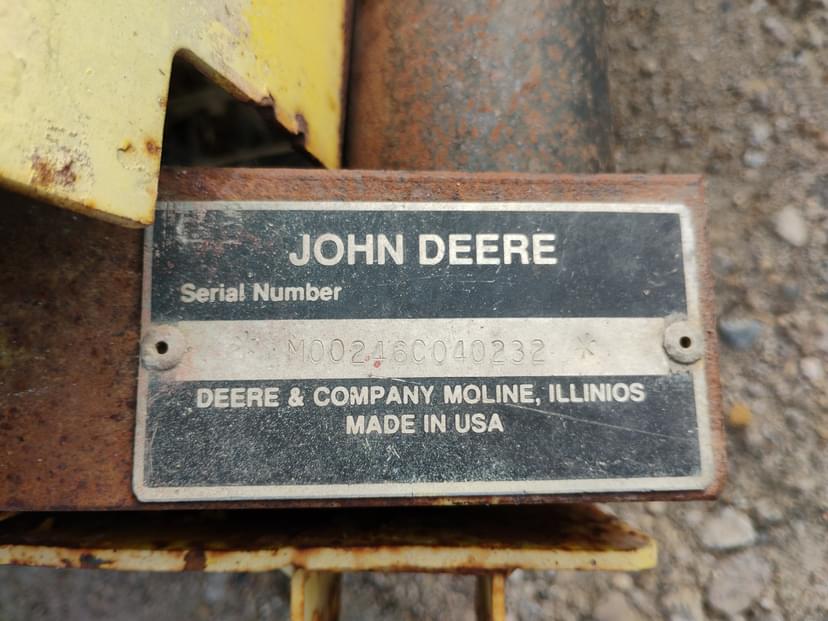 JOHN DEERE
Serial Number
M00246C040232 *
DEERE & COMPANY MOLINE, ILLINIOS
MADE IN USA